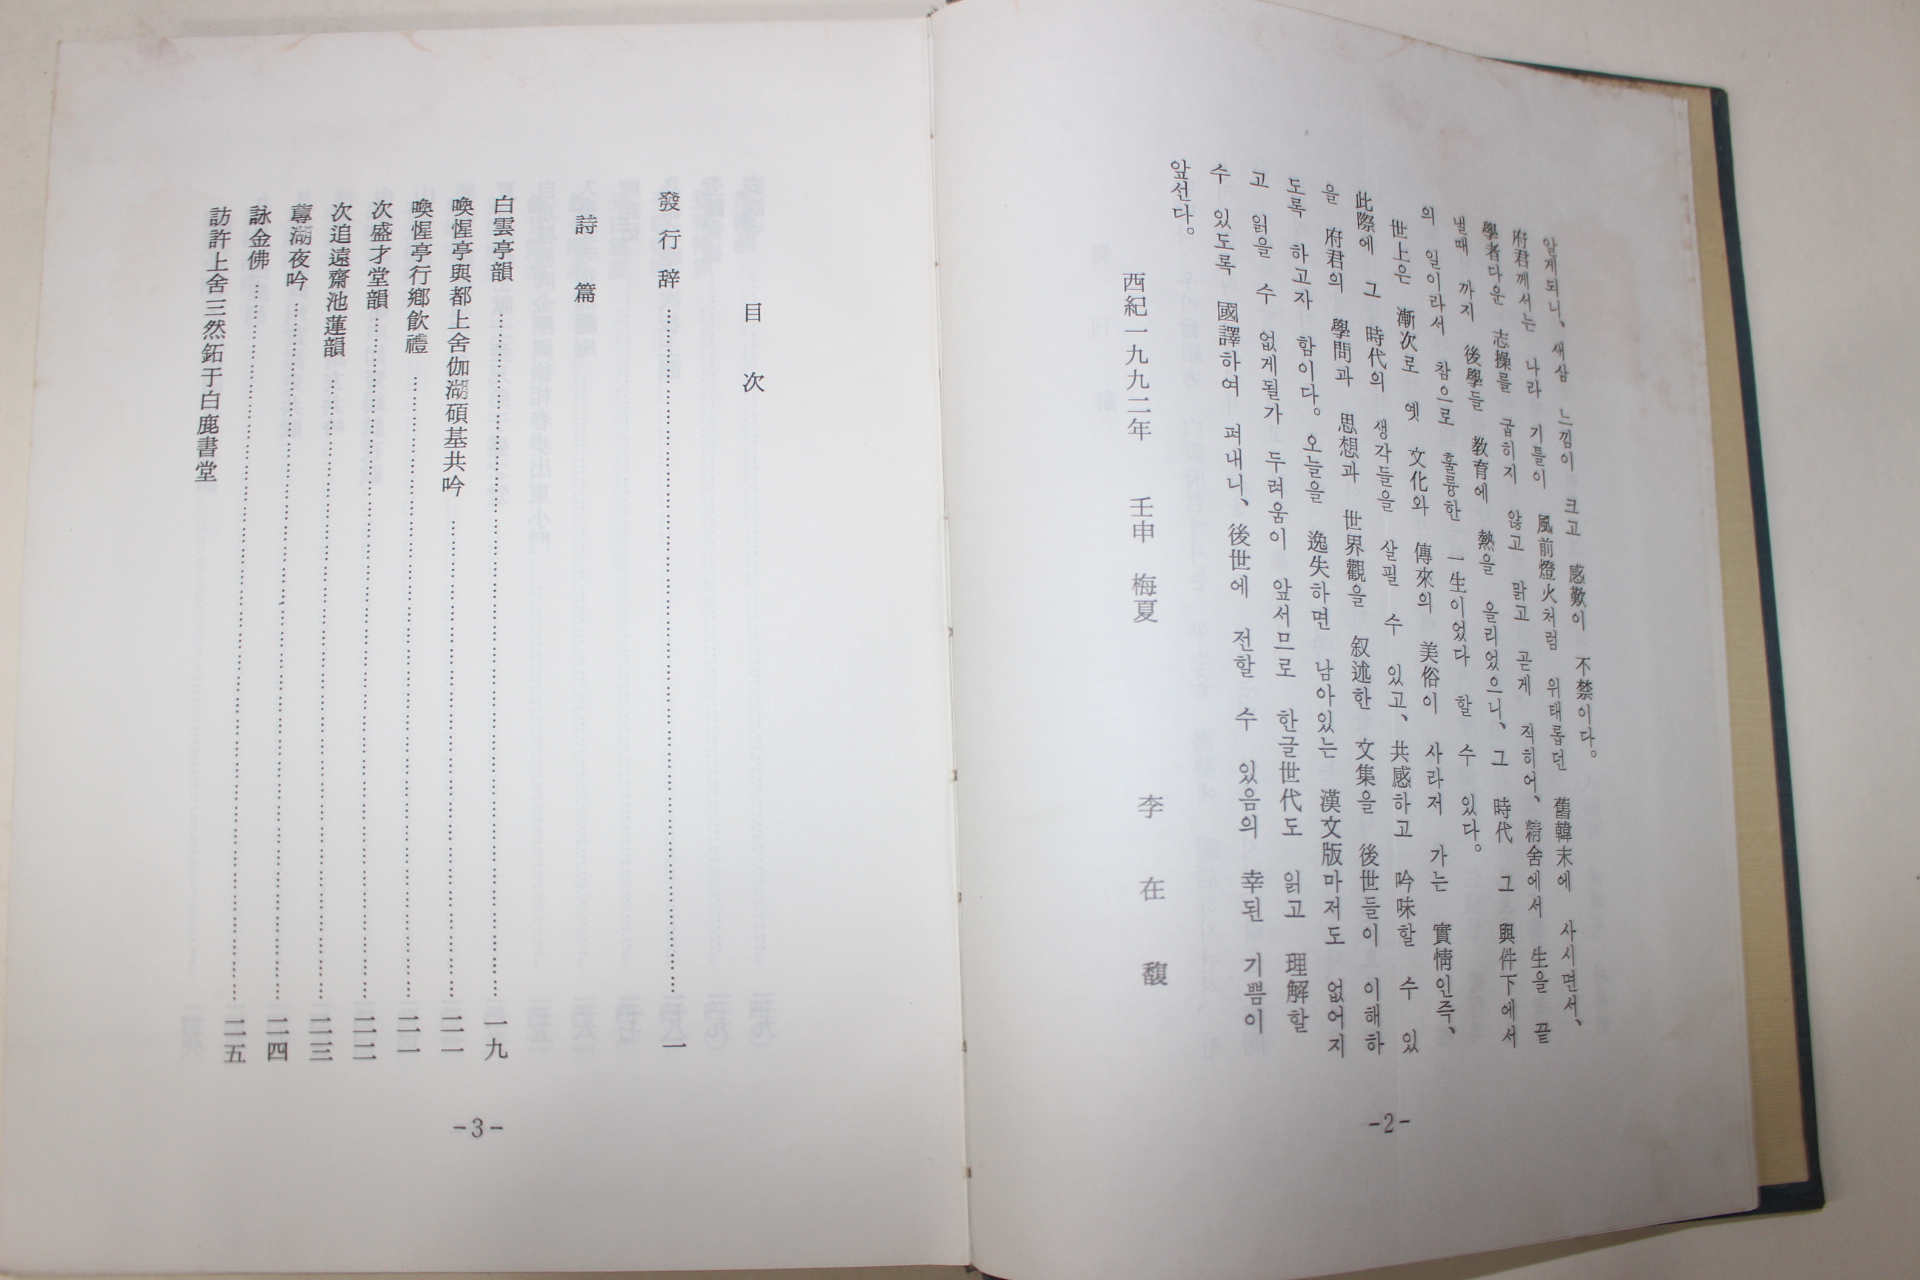 알게되니、새삼 느낌이 크고 感歎이 不禁이다。
府君께서는 나라 기틀이 風前燈火처럼 위태롭던 舊韓末에 사시면서、
學者다운 志操를 굽히지 않고 맑고 곧게 직히어、精舍에서 生을 끝
낼때 까지 後學들 教育에 熱을 올리었으니、그 時代 그 與件下에서
의 일이라서 참으로 훌륭한 一生이었다 할 수 있다。
世上은 漸次로 옛 文化와 傳來의 美俗이 사라저 가는 實情인즉、
此際에 그 時代의 생각들을 살필 수 있고、共感하고 吟味할 수 있
을 府君의 學問과 思想과 世界觀을 叙述한 文集을 後世들이 이해하
도록 하고자 함이다。오늘을 逸失하면 남아있는 漢文版마저도 없어지
고 읽을 수 없게될가 두려움이 앞서므로 한글世代도 읽고 理解할
수 있도록 國譯하여 펴내니、後世에 전할 수 있음의 幸된 기쁨이
앞선다。
西紀一九九二年 壬申 梅夏 李在馥
-2-
目次
發行辞 一
詩篇
白雲亭韻 一九
喚惺亭與都上舍伽湖碩基共吟 二一
喚惺亭行鄕飮禮 二一
次盛才堂韻 二二
次追遠齋池蓮韻 二三
蓴湖夜吟 二四
詠金佛 二五
訪許上舍三然銢于白鹿書堂
-3-